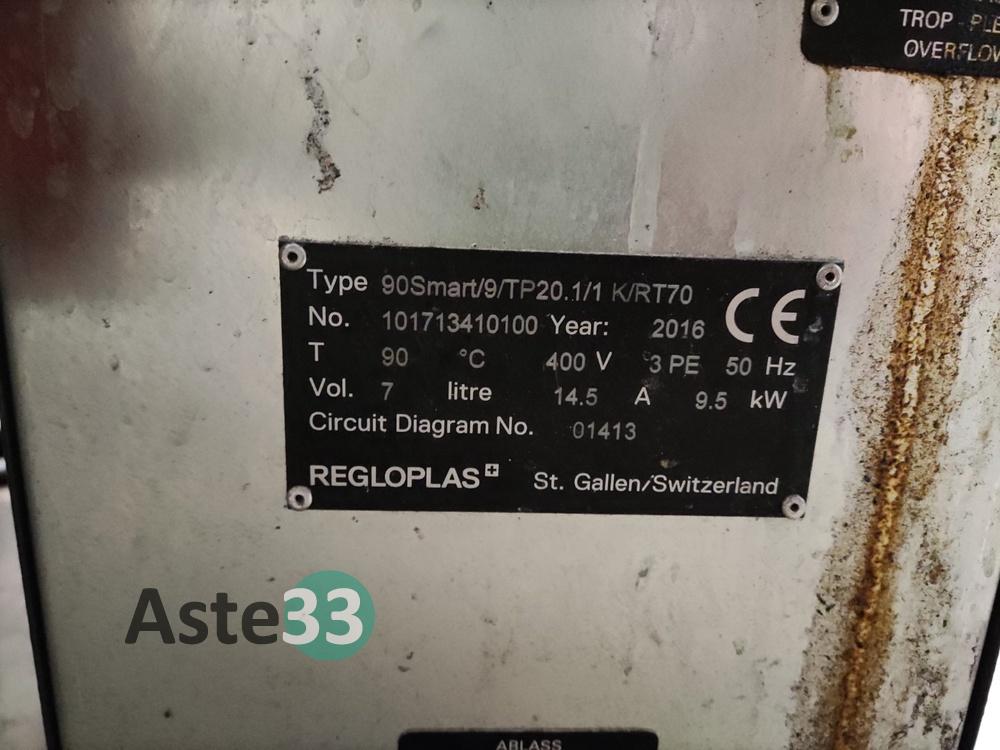 TROP - PLE
OVERFLOW
Type 90Smart/9/TP20.1/1 K/RT70
No. 101713410100 Year: 2016 CE
T 90 °C 400 V 3 PE 50 Hz
Vol. 7 litre 14.5 A 9.5 kW
Circuit Diagram No. 01413
REGLOPLAS St. Gallen/Switzerland
Aste33
ABLASS